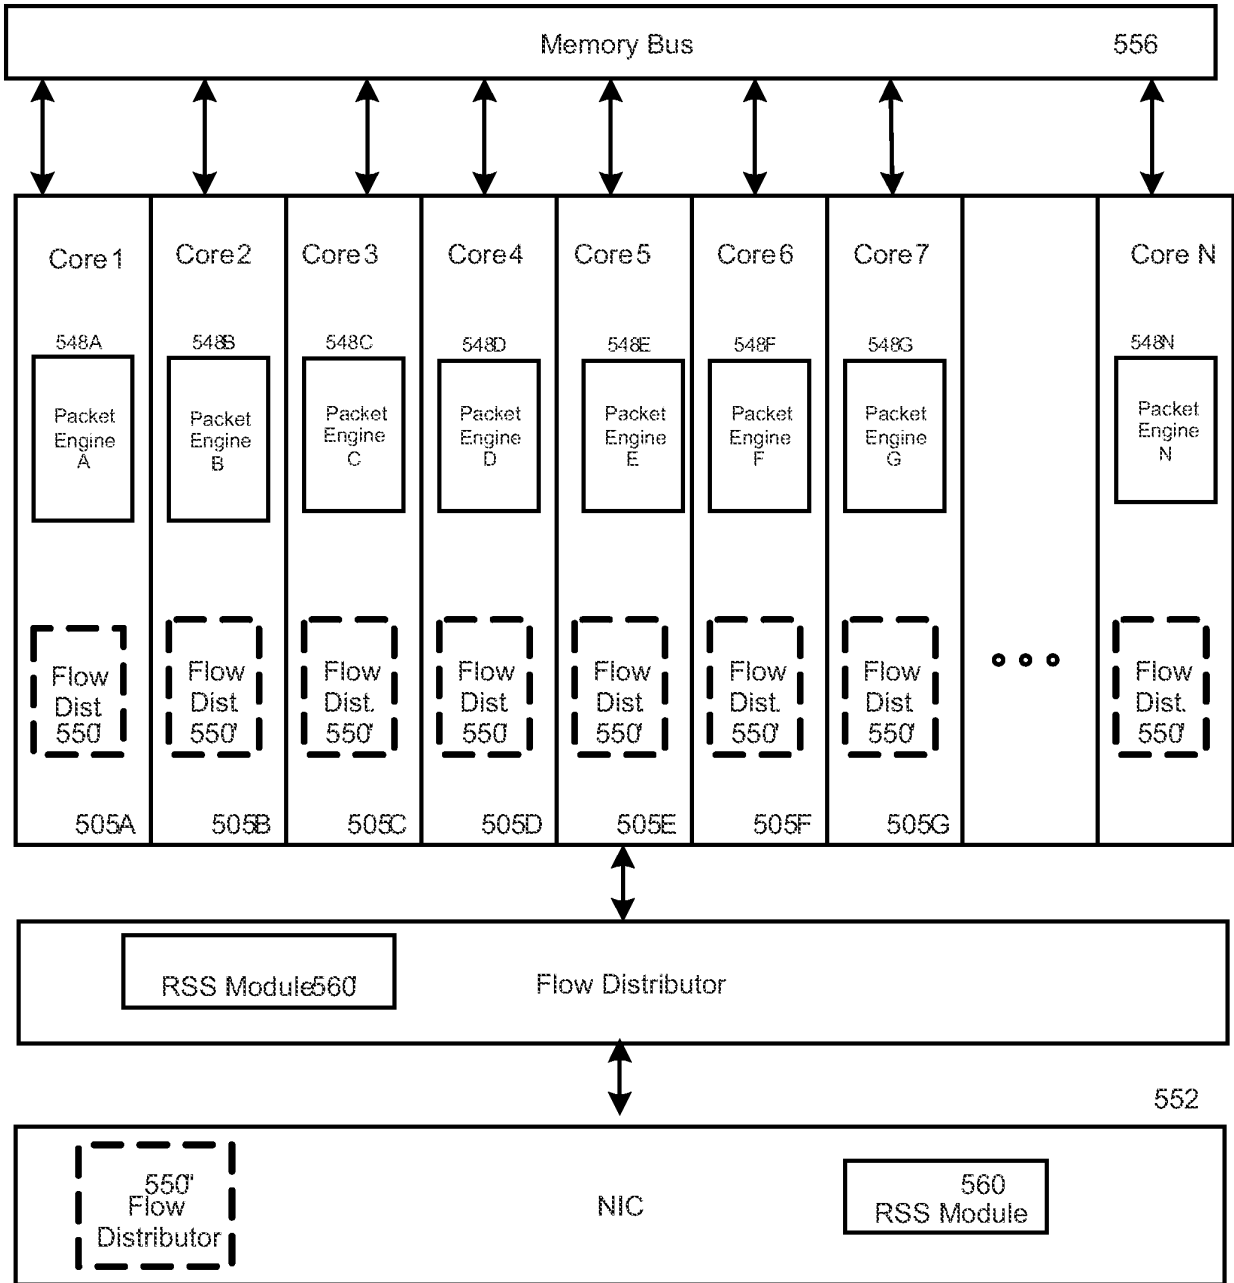 Memory Bus 556
Core 1 Core 2 Core 3 Core 4 Core 5 Core 6 Core 7 Core N
548A 548B 548C 548D 548E 548F 548G 548N
Packet Engine A
Packet Engine B
Packet Engine C
Packet Engine D
Packet Engine E
Packet Engine F
Packet Engine G
Packet Engine N
Flow Dist 550'
Flow Dist 550'
Flow Dist. 550'
Flow Dist 550'
Flow Dist 550'
Flow Dist. 550'
Flow Dist 550'
Flow Dist. 550'
505A 505B 505C 505D 505E 505F 505G
RSS Module 560' Flow Distributor
552
550"
Flow
Distributor
NIC
560
RSS Module